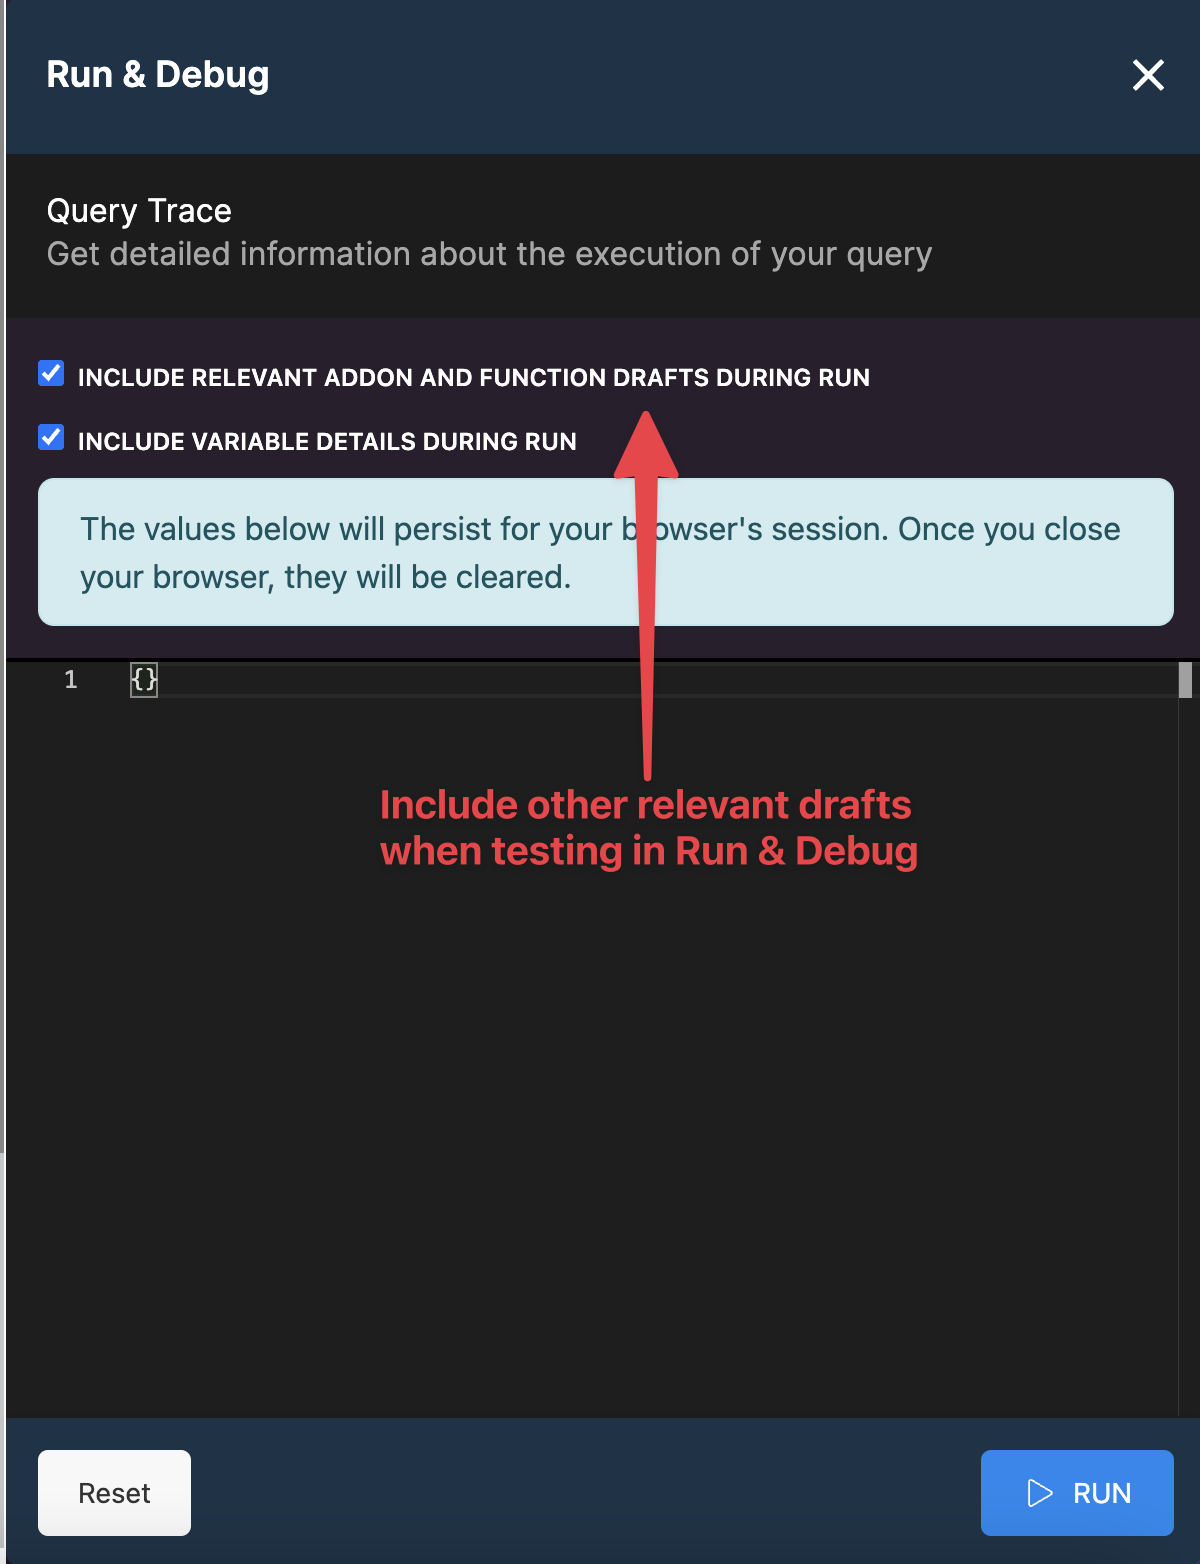 Run & Debug
Query Trace
Get detailed information about the execution of your query
INCLUDE RELEVANT ADDON AND FUNCTION DRAFTS DURING RUN
INCLUDE VARIABLE DETAILS DURING RUN
The values below will persist for your browser's session. Once you close
your browser, they will be cleared.
1 {}
Include other relevant drafts
when testing in Run & Debug
Reset
RUN